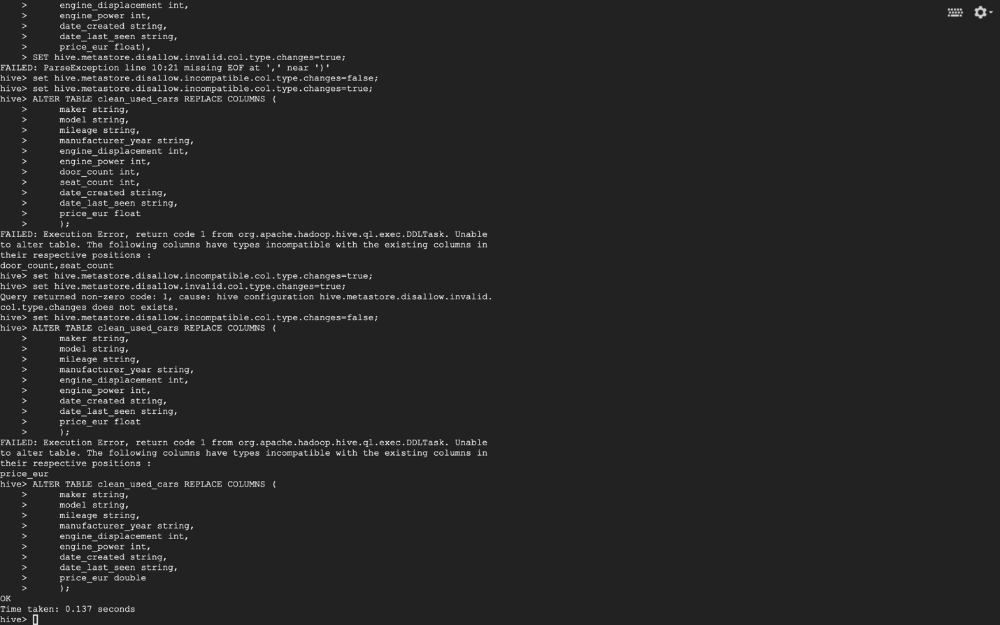 >      engine_displacement int,
    >      engine_power int,
    >      date_created string,
    >      date_last_seen string,
    >      price_eur float),
    > SET hive.metastore.disallow.invalid.col.type.changes=true;
FAILED: ParseException line 10:21 missing EOF at ',' near ')'
hive> set hive.metastore.disallow.incompatible.col.type.changes=false;
hive> set hive.metastore.disallow.incompatible.col.type.changes=true;
hive> ALTER TABLE clean_used_cars REPLACE COLUMNS (
    >      maker string,
    >      model string,
    >      mileage string,
    >      manufacturer_year string,
    >      engine_displacement int,
    >      engine_power int,
    >      door_count int,
    >      seat_count int,
    >      date_created string,
    >      date_last_seen string,
    >      price_eur float
    >      );
FAILED: Execution Error, return code 1 from org.apache.hadoop.hive.ql.exec.DDLTask. Unable
to alter table. The following columns have types incompatible with the existing columns in
their respective positions :
door_count,seat_count
hive> set hive.metastore.disallow.incompatible.col.type.changes=true;
hive> set hive.metastore.disallow.invalid.col.type.changes=true;
Query returned non-zero code: 1, cause: hive configuration hive.metastore.disallow.invalid.
col.type.changes does not exists.
hive> set hive.metastore.disallow.incompatible.col.type.changes=false;
hive> ALTER TABLE clean_used_cars REPLACE COLUMNS (
    >      maker string,
    >      model string,
    >      mileage string,
    >      manufacturer_year string,
    >      engine_displacement int,
    >      engine_power int,
    >      date_created string,
    >      date_last_seen string,
    >      price_eur float
    >      );
FAILED: Execution Error, return code 1 from org.apache.hadoop.hive.ql.exec.DDLTask. Unable
to alter table. The following columns have types incompatible with the existing columns in
their respective positions :
price_eur
hive> ALTER TABLE clean_used_cars REPLACE COLUMNS (
    >      maker string,
    >      model string,
    >      mileage string,
    >      manufacturer_year string,
    >      engine_displacement int,
    >      engine_power int,
    >      date_created string,
    >      date_last_seen string,
    >      price_eur double
    >      );
OK
Time taken: 0.137 seconds
hive>